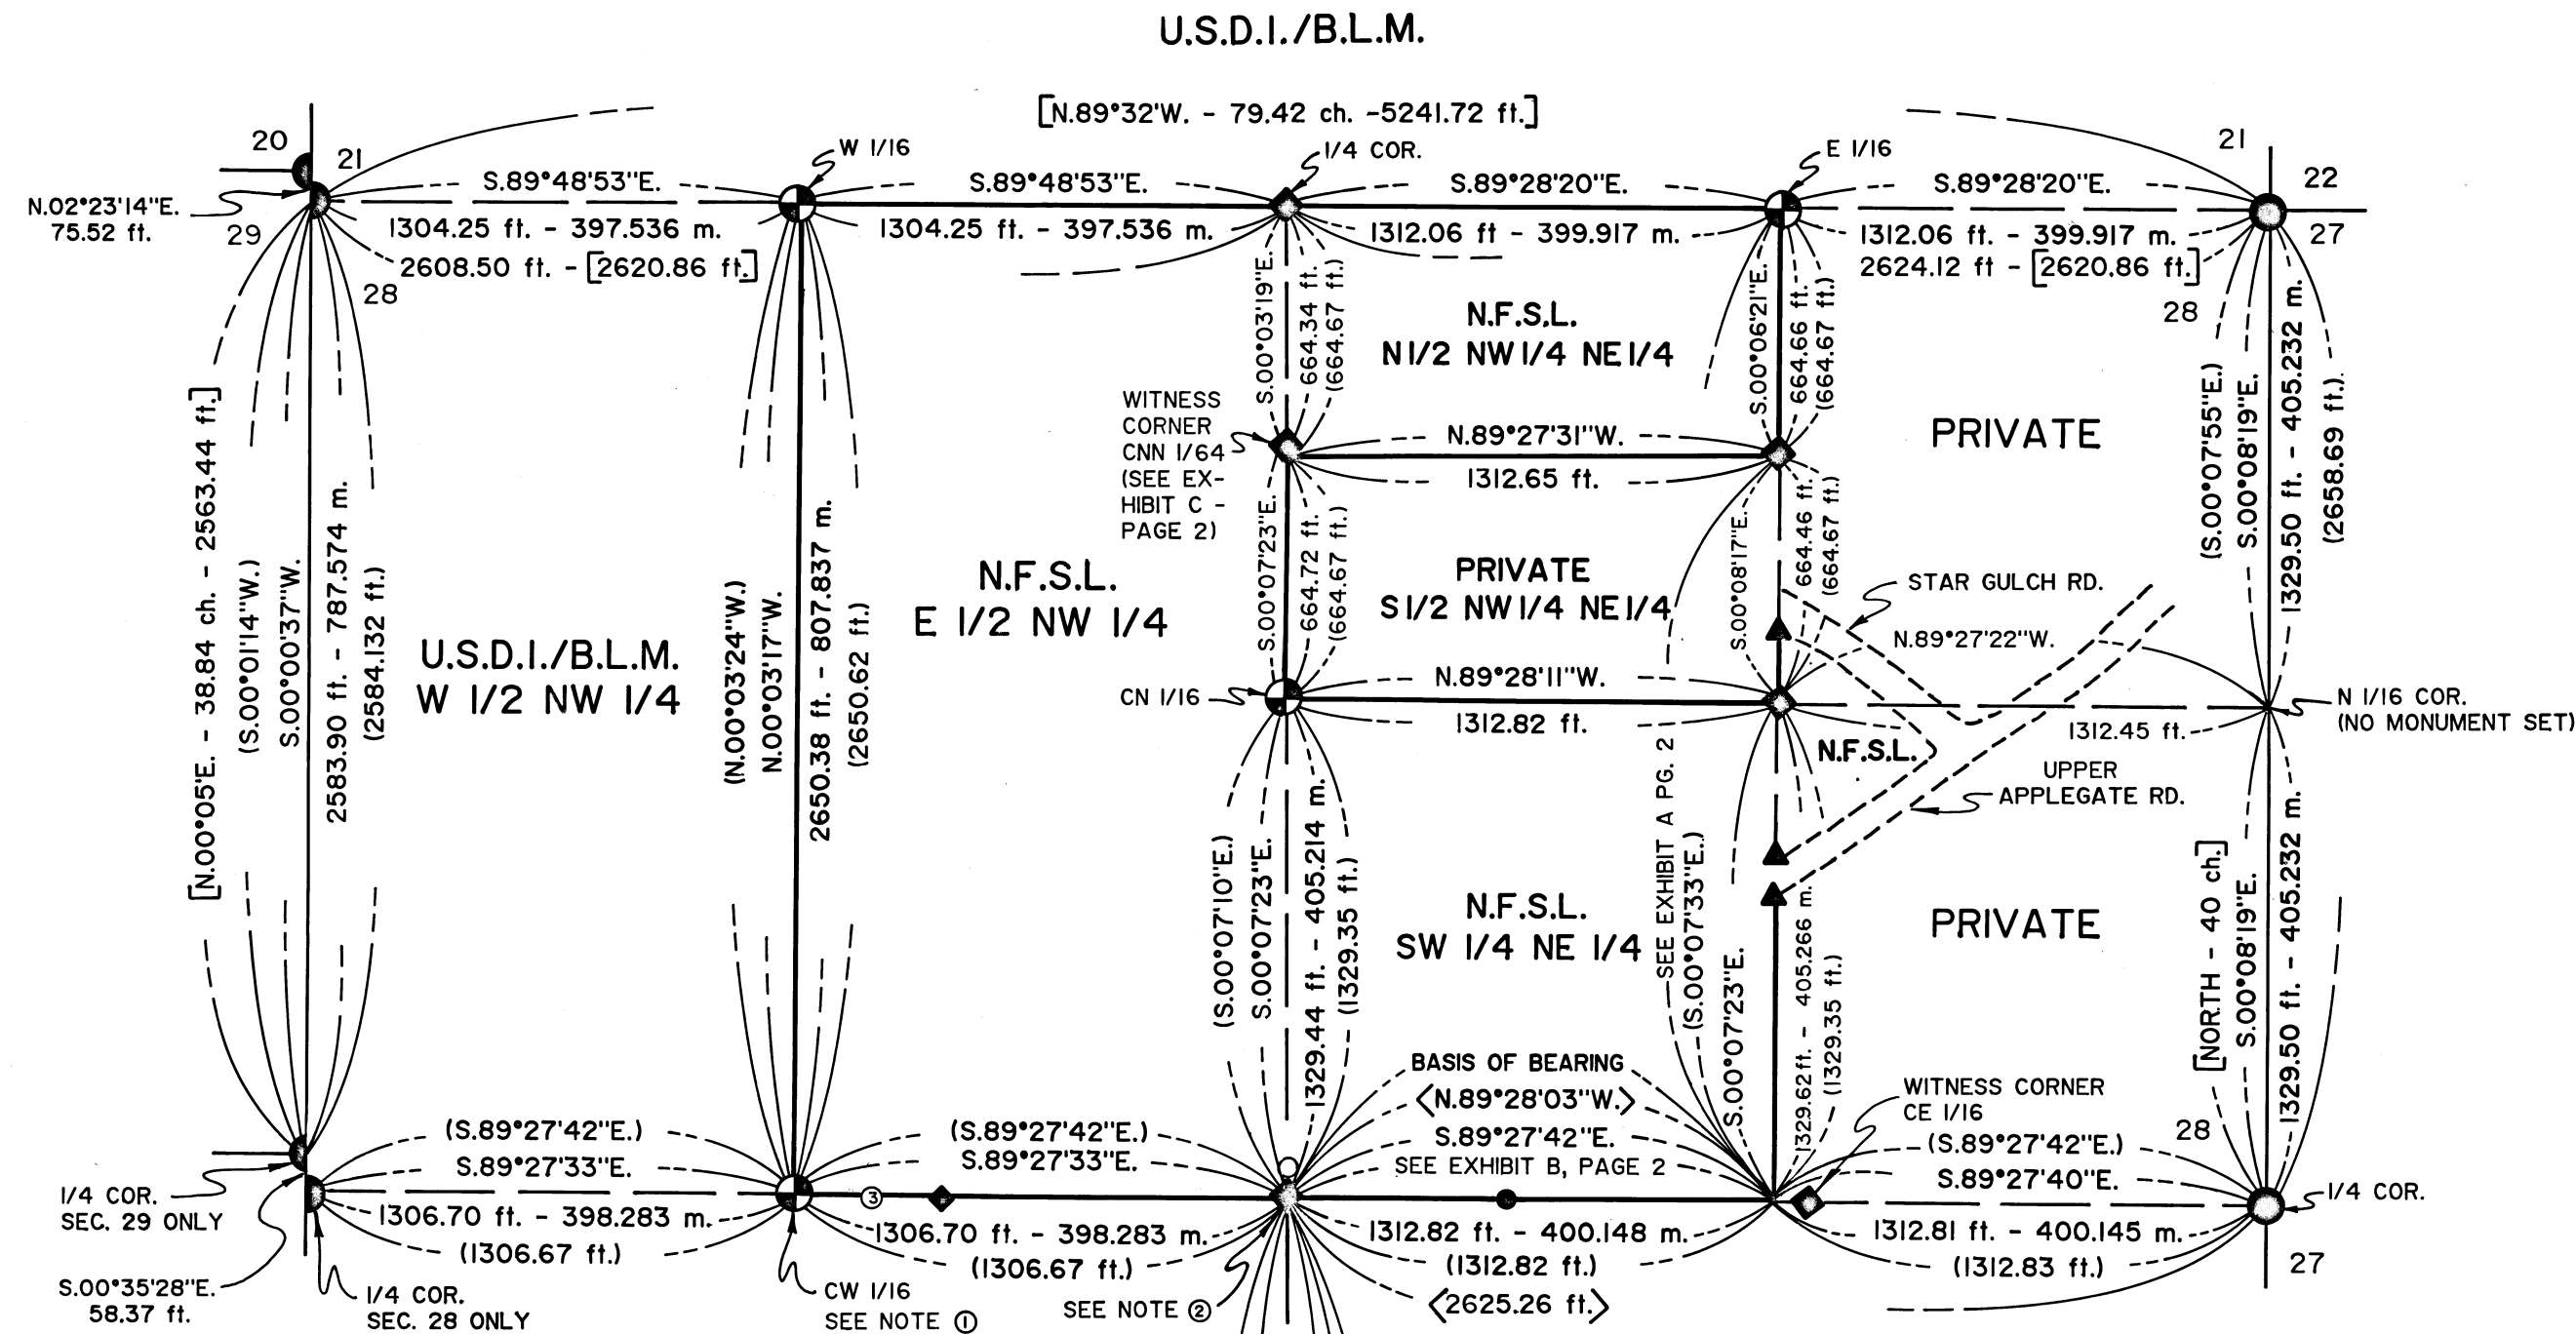 U.S.D.I./B.L.M.
[N.89°32'W. - 79.42 ch. -5241.72 ft.]
20
21
W 1/16
1/4 COR.
E 1/16
21
22
N.02°23'14"E.
75.52 ft.
S.89°48'53"E.
S.89°48'53"E.
S.89°28'20"E.
S.89°28'20"E.
29
1304.25 ft. - 397.536 m.
1304.25 ft. - 397.536 m.
1312.06 ft - 399.917 m.
1312.06 ft. - 399.917 m.
27
2608.50 ft. - [2620.86 ft.]
2624.12 ft - [2620.86 ft.]
28
28
[N.00°05'E. - 38.84 ch. - 2563.44 ft.]
(S.00°01'14"W.)
S.00°00'37"W.
2583.90 ft. - 787.574 m.
(2584.132 ft.)
U.S.D.I./B.L.M.
W 1/2 NW 1/4
(N.00°03'24"W.)
N.00°03'17"W.
2650.38 ft. - 807.837 m.
(2650.62 ft.)
N.F.S.L.
E 1/2 NW 1/4
S.00°03'19"E.
664.34 ft.
(664.67 ft.)
N.F.S.L.
N1/2 NW1/4 NE1/4
S.00°06'21"E.
664.66 ft.
(664.67 ft.)
WITNESS
CORNER
CNN 1/64
(SEE EX-
HIBIT C -
PAGE 2)
N.89°27'31"W.
1312.65 ft.
PRIVATE
(S.00°07'55"E.)
S.00°08'19"E.
1329.50 ft. - 405.232 m.
(2658.69 ft.)
S.00°07'23"E.
664.72 ft.
(664.67 ft.)
PRIVATE
S1/2 NW1/4 NE1/4
S.00°08'17"E.
664.46 ft.
(664.67 ft.)
STAR GULCH RD.
N.89°27'22"W.
CN 1/16
N.89°28'11"W.
1312.82 ft.
N 1/16 COR.
(NO MONUMENT SET)
1312.45 ft.
N.F.S.L.
UPPER
APPLEGATE RD.
(S.00°07'10"E.)
S.00°07'23"E.
1329.44 ft. - 405.214 m.
(1329.35 ft.)
N.F.S.L.
SW 1/4 NE 1/4
SEE EXHIBIT A PG. 2
(S.00°07'33"E.)
S.00°07'23"E.
1329.62ft. - 405.266 m.
(1329.35 ft.)
PRIVATE
[NORTH - 40 ch.]
S.00°08'19"E.
1329.50 ft. - 405.232 m.
BASIS OF BEARING
<N.89°28'03"W.>
S.89°27'42"E.
SEE EXHIBIT B, PAGE 2
WITNESS CORNER
CE 1/16
28
(S.89°27'42"E.)
S.89°27'33"E.
(S.89°27'42"E.)
S.89°27'33"E.
(S.89°27'42"E.)
S.89°27'40"E.
1/4 COR.
SEC. 29 ONLY
3
1/4 COR.
1306.70 ft. - 398.283 m.
(1306.67 ft.)
1306.70 ft. - 398.283 m.
(1306.67 ft.)
1312.82 ft. - 400.148 m.
(1312.82 ft.)
<2625.26 ft.>
1312.81 ft. - 400.145 m.
(1312.83 ft.)
27
S.00°35'28"E.
58.37 ft.
1/4 COR.
SEC. 28 ONLY
CW 1/16
SEE NOTE ①
SEE NOTE ②